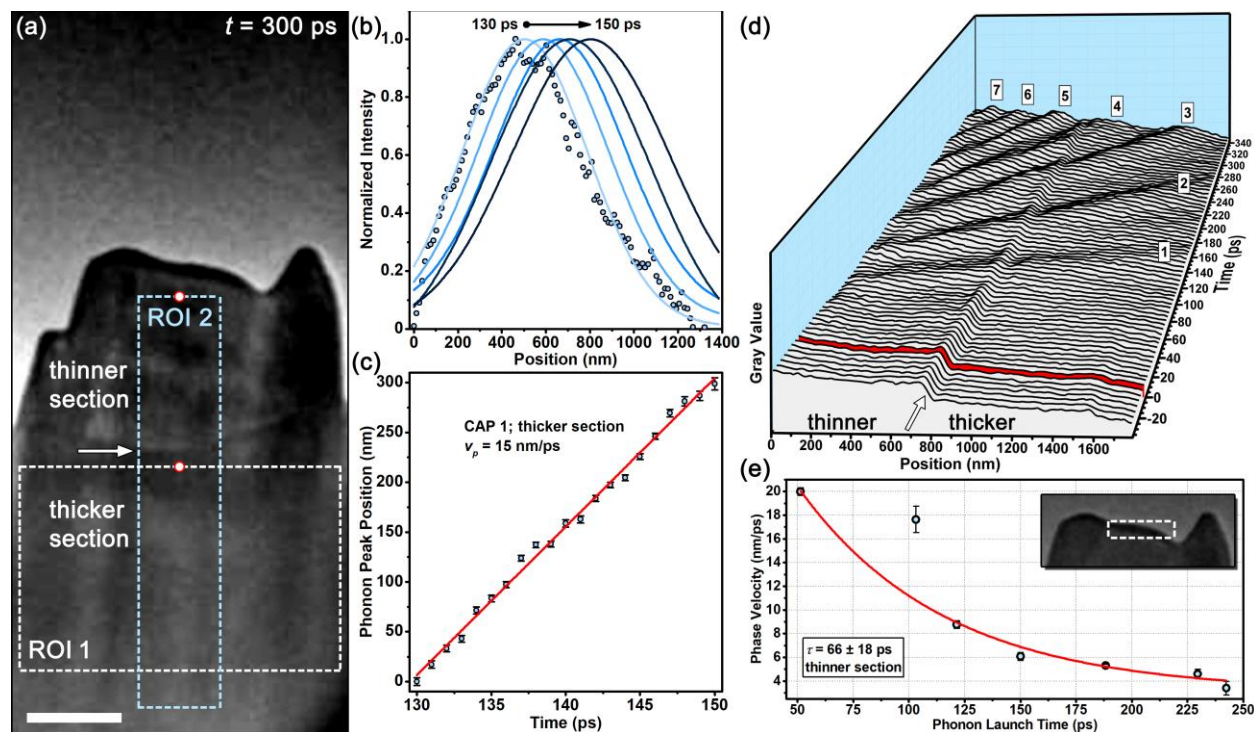 (a)
t = 300 ps
ROI 2
thinner
section
thicker
section
ROI 1
(b)
130 ps
150 ps
Normalized Intensity
1.0
0.8
0.6
0.4
0.2
0
0 200 400 600 800 1000 1200 1400
Position (nm)
(c)
Phonon Peak Position (nm)
300
250
200
150
100
50
0
CAP 1; thicker section
vₚ = 15 nm/ps
130 135 140 145 150
Time (ps)
(d)
7 6 5 4 3
2
1
340
320
300
280
260
240
220
200
180
160
140
120
100
80
60
40
20
0
-20
Time (ps)
Gray Value
thinner
thicker
0 200 400 600 800 1000 1200 1400 1600
Position (nm)
(e)
Phase Velocity (nm/ps)
20
18
16
14
12
10
8
6
4
τ = 66 ± 18 ps
thinner section
50 75 100 125 150 175 200 225 250
Phonon Launch Time (ps)